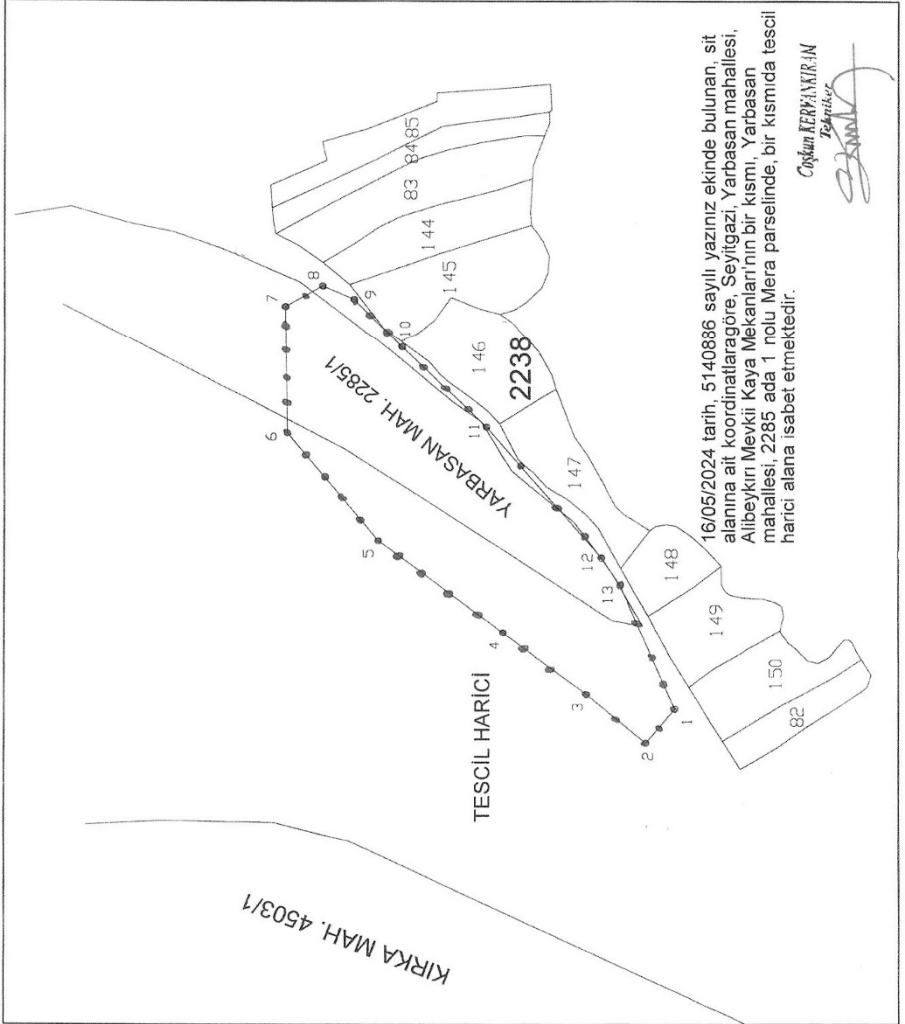 KIRKA MAH. 4503/1
TESCİL HARİCİ
YARBASAN MAH. 2285/1
2238
1
2
3
4
5
6
7
8
9
10
11
12
13
83
84
85
144
145
146
147
148
149
150
82
16/05/2024 tarih, 5140886 sayılı yazınız ekinde bulunan, sit
alanına ait koordinatlaragöre, Seyitgazi, Yarbasan mahallesi,
Alibeykırı Mevkii Kaya Mekanları'nın bir kısmı, Yarbasan
mahallesi, 2285 ada 1 nolu Mera parselinde, bir kısmıda tescil
harici alana isabet etmektedir.
Coşkun KERVANKIRAN
Tekniker